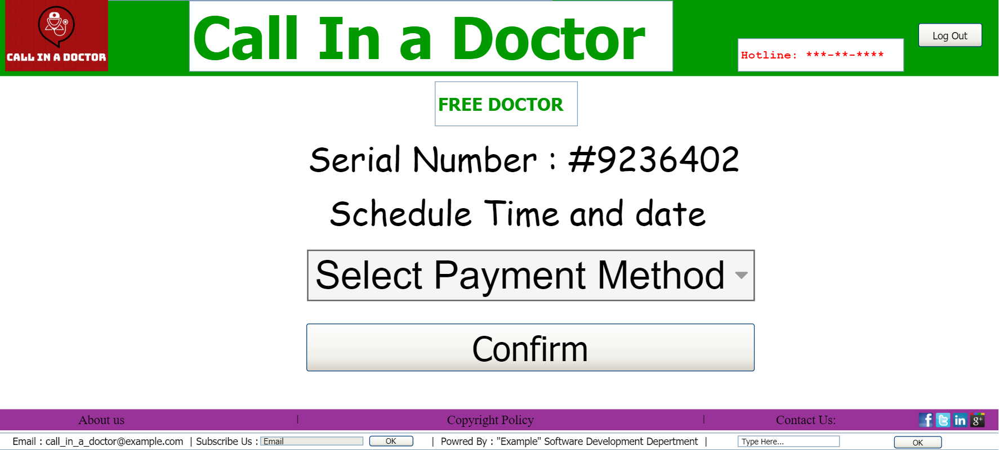 CALL IN A DOCTOR
Call In a Doctor
Hotline: ***-**-****
Log Out
FREE DOCTOR
Serial Number : #9236402
Schedule Time and date
Select Payment Method
Confirm
About us | Copyright Policy | Contact Us:
Email : call_in_a_doctor@example.com | Subscribe Us : Email OK | Powred By : "Example" Software Development Depertment | Type Here... OK